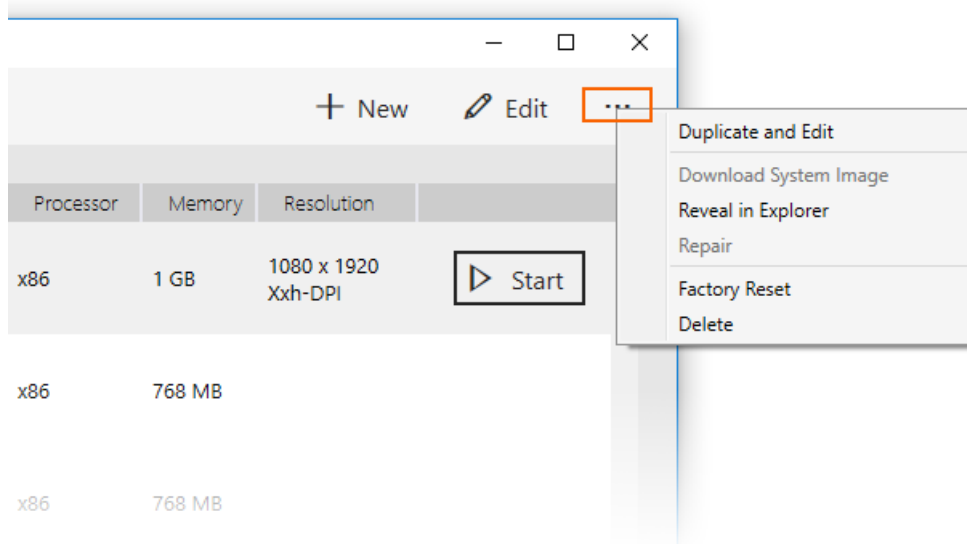 New Edit ...
Duplicate and Edit
Download System Image
Reveal in Explorer
Repair
Factory Reset
Delete
Processor Memory Resolution
x86 1 GB 1080 x 1920
Xxh-DPI
Start
x86 768 MB
x86 768 MB